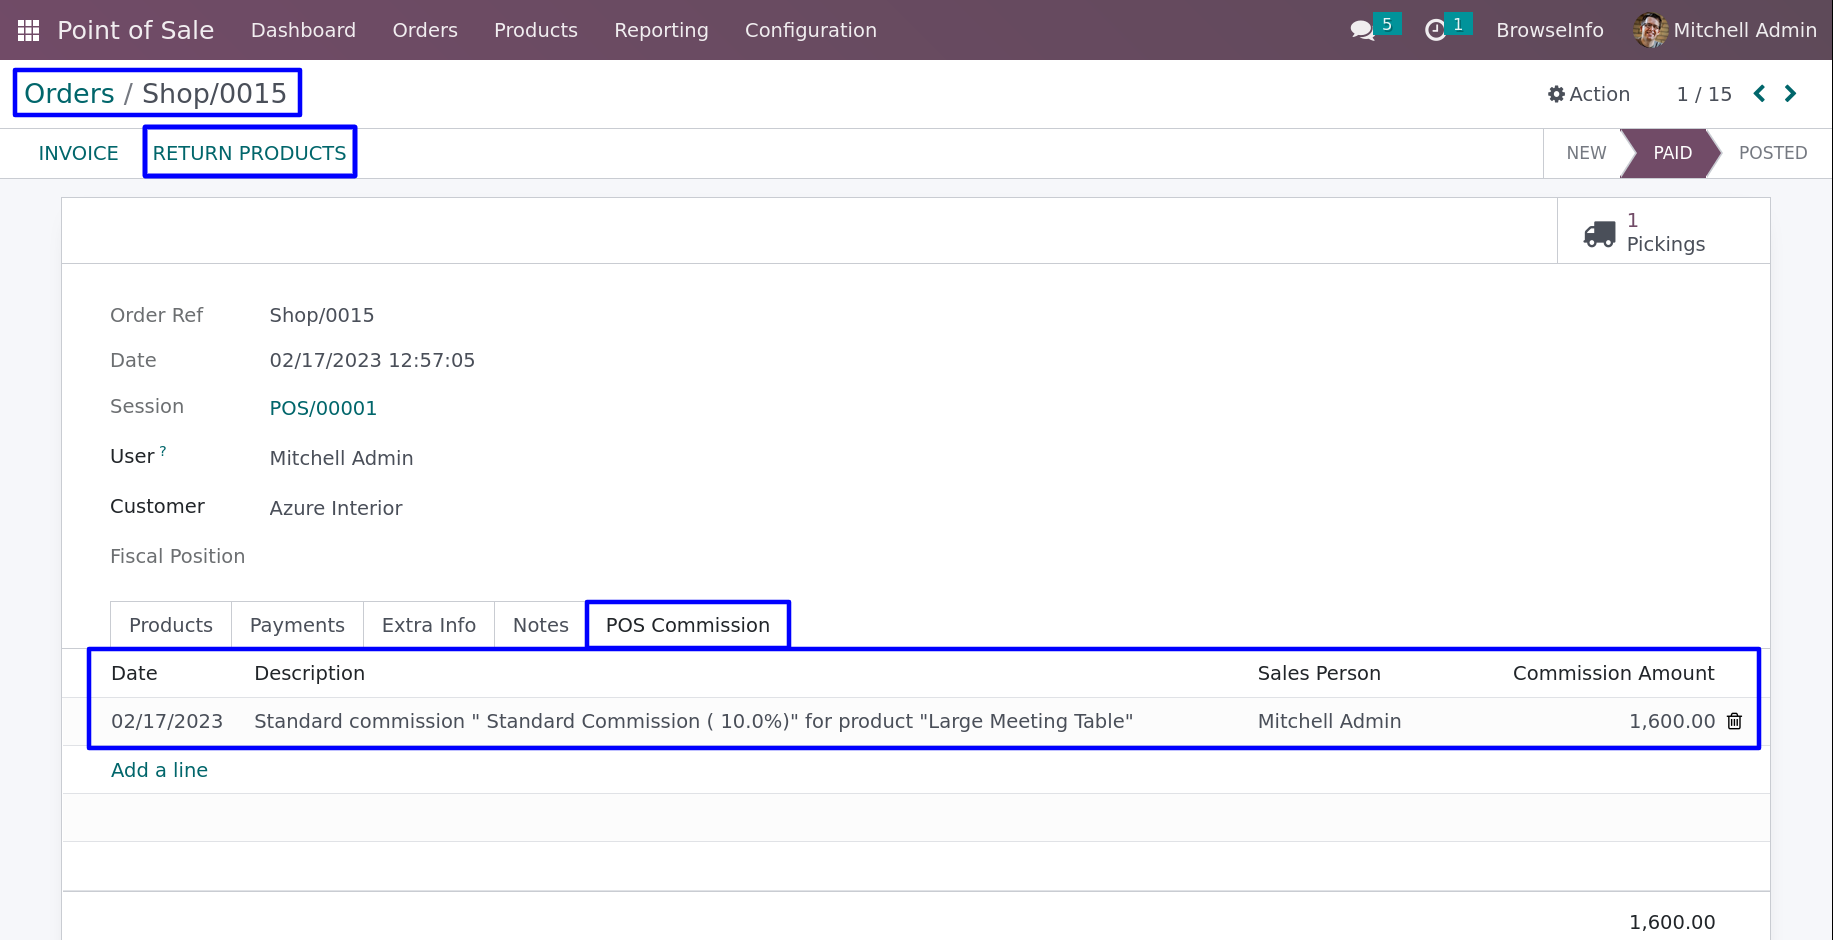 Point of Sale Dashboard Orders Products Reporting Configuration 5 1 BrowseInfo Mitchell Admin
Orders / Shop/0015 Action 1 / 15
INVOICE RETURN PRODUCTS NEW PAID POSTED
1
Pickings
Order Ref Shop/0015
Date 02/17/2023 12:57:05
Session POS/00001
User ? Mitchell Admin
Customer Azure Interior
Fiscal Position
Products Payments Extra Info Notes POS Commission
Date Description Sales Person Commission Amount
02/17/2023 Standard commission " Standard Commission ( 10.0%)" for product "Large Meeting Table" Mitchell Admin 1,600.00
Add a line
1,600.00